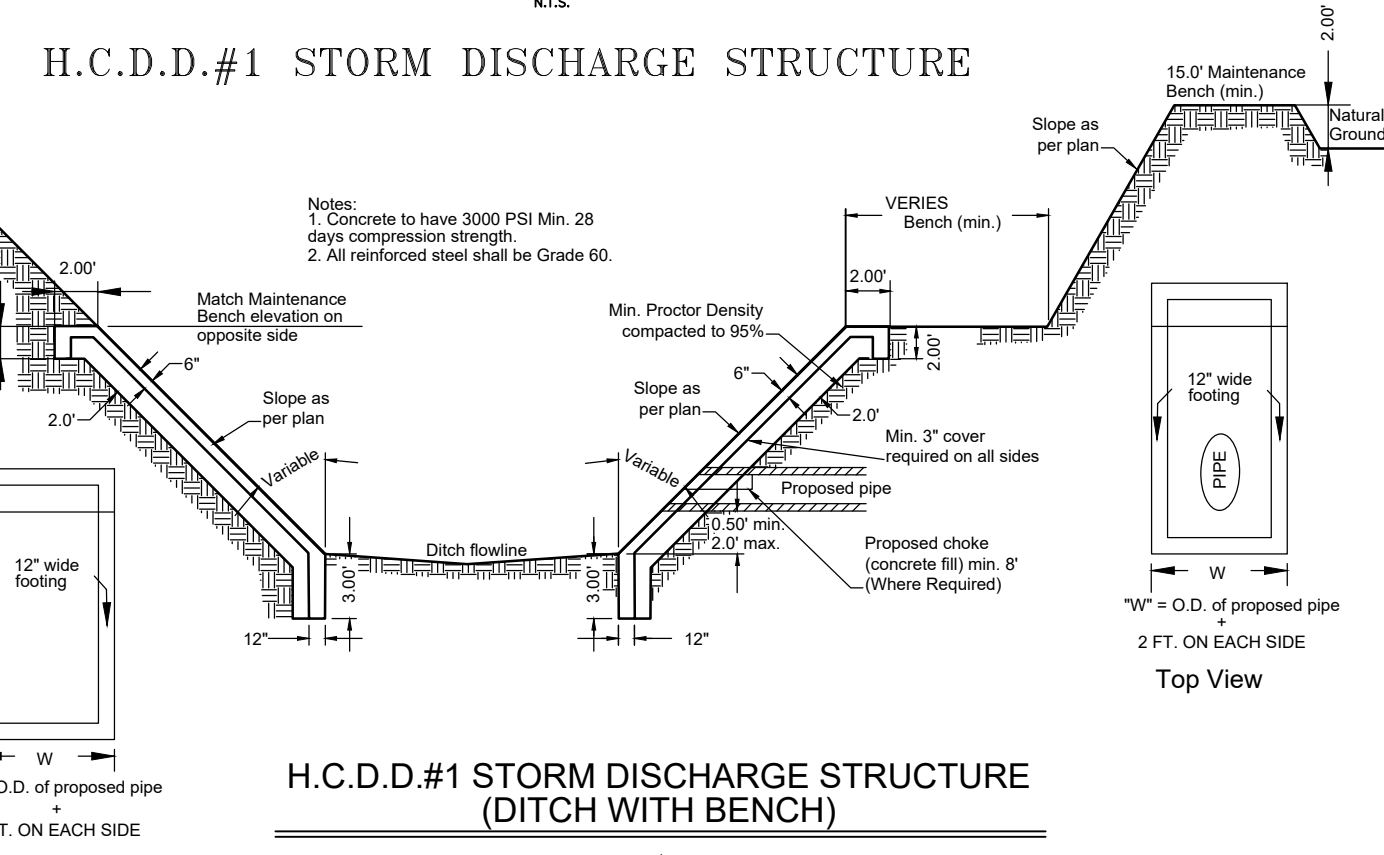 N.T.S.
H.C.D.D.#1 STORM DISCHARGE STRUCTURE
2.00'
15.0' Maintenance
Bench (min.)
Natural
Ground
Slope as
per plan
Notes:
1. Concrete to have 3000 PSI Min. 28
days compression strength.
2. All reinforced steel shall be Grade 60.
VERIES
Bench (min.)
2.00'
Match Maintenance
Bench elevation on
opposite side
6"
2.0'
Slope as
per plan
Variable
2.00'
Min. Proctor Density
compacted to 95%
2.00'
6"
Slope as
per plan
2.0'
Min. 3" cover
required on all sides
Variable
Proposed pipe
0.50' min.
2.0' max.
Proposed choke
(concrete fill) min. 8'
(Where Required)
Ditch flowline
3.00'
3.00'
12"
12"
12" wide
footing
PIPE
W
"W" = O.D. of proposed pipe
+
2 FT. ON EACH SIDE
Top View
12" wide
footing
W
O.D. of proposed pipe
+
T. ON EACH SIDE
H.C.D.D.#1 STORM DISCHARGE STRUCTURE
(DITCH WITH BENCH)